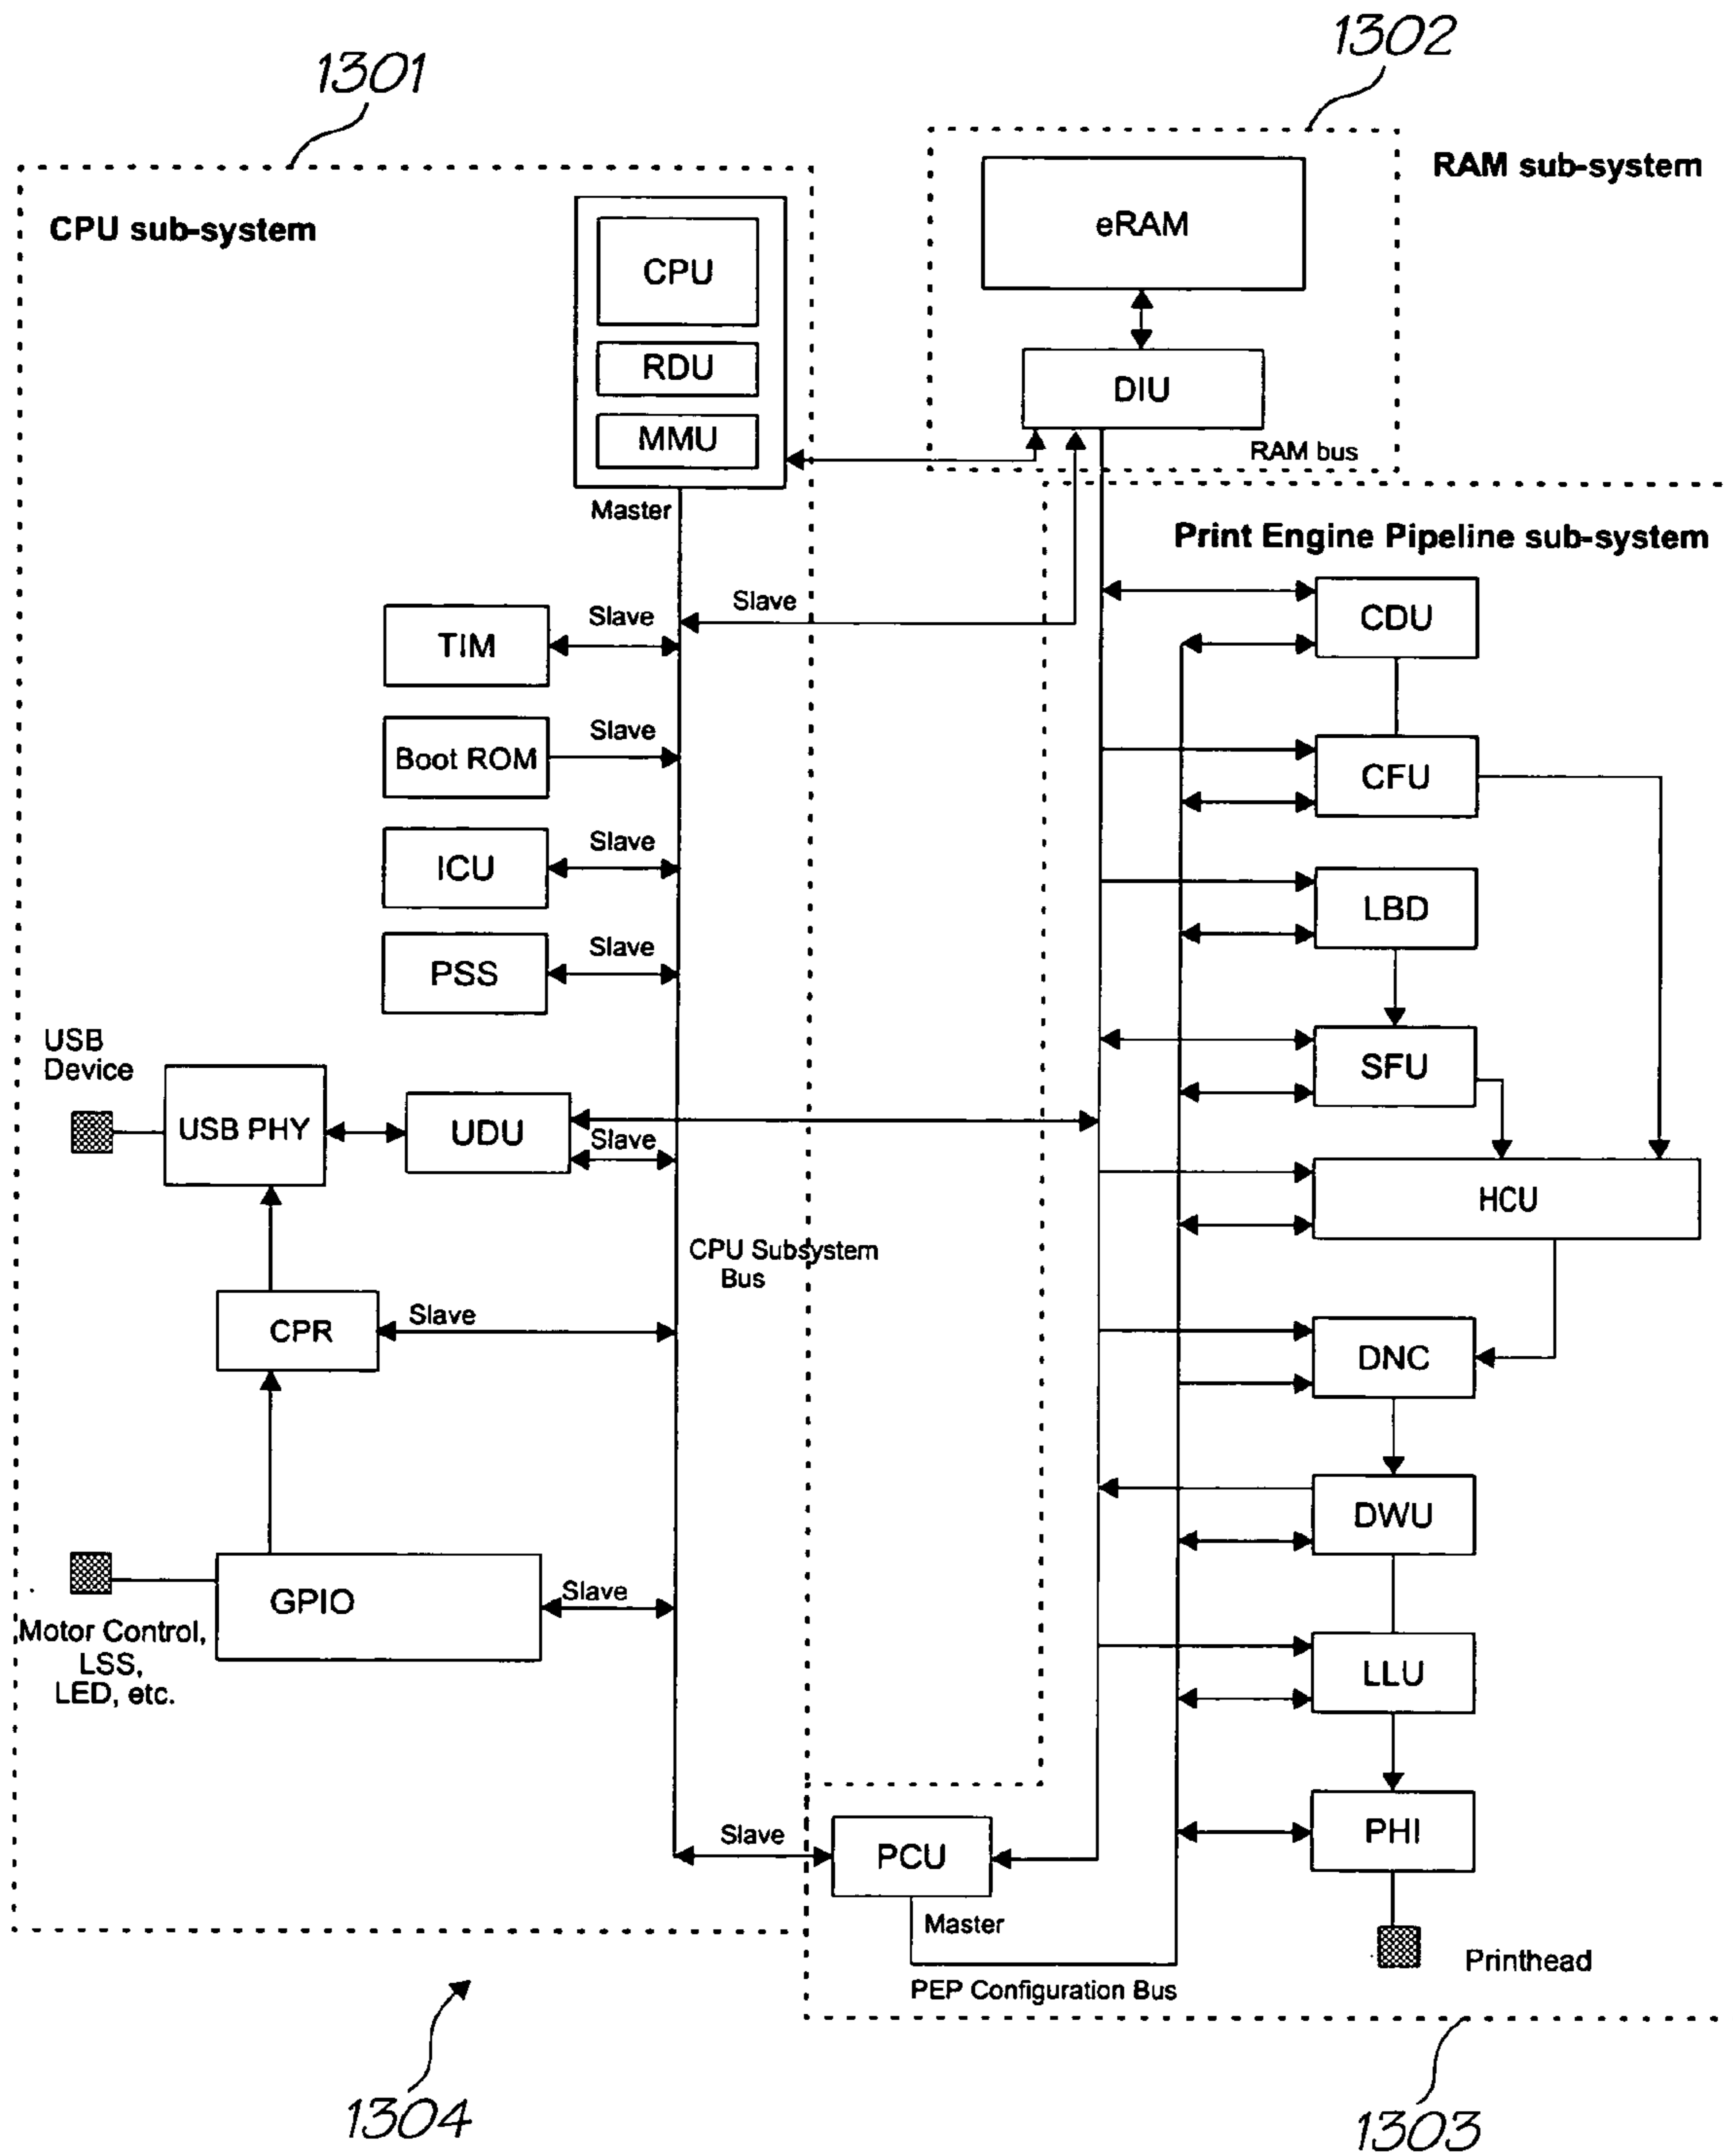 1301
1302
RAM sub-system
CPU sub-system
eRAM
CPU
RDU
DIU
MMU
RAM bus
Master
Print Engine Pipeline sub-system
Slave
Slave
CDU
TIM
Slave
Boot ROM
CFU
Slave
ICU
LBD
Slave
PSS
USB
Device
SFU
USB PHY
UDU
Slave
HCU
CPU Subsystem
Bus
CPR
Slave
DNC
DWU
GPIO
Slave
Motor Control,
LSS,
LED, etc.
LLU
Slave
PCU
PHI
Master
Printhead
PEP Configuration Bus
1304
1303